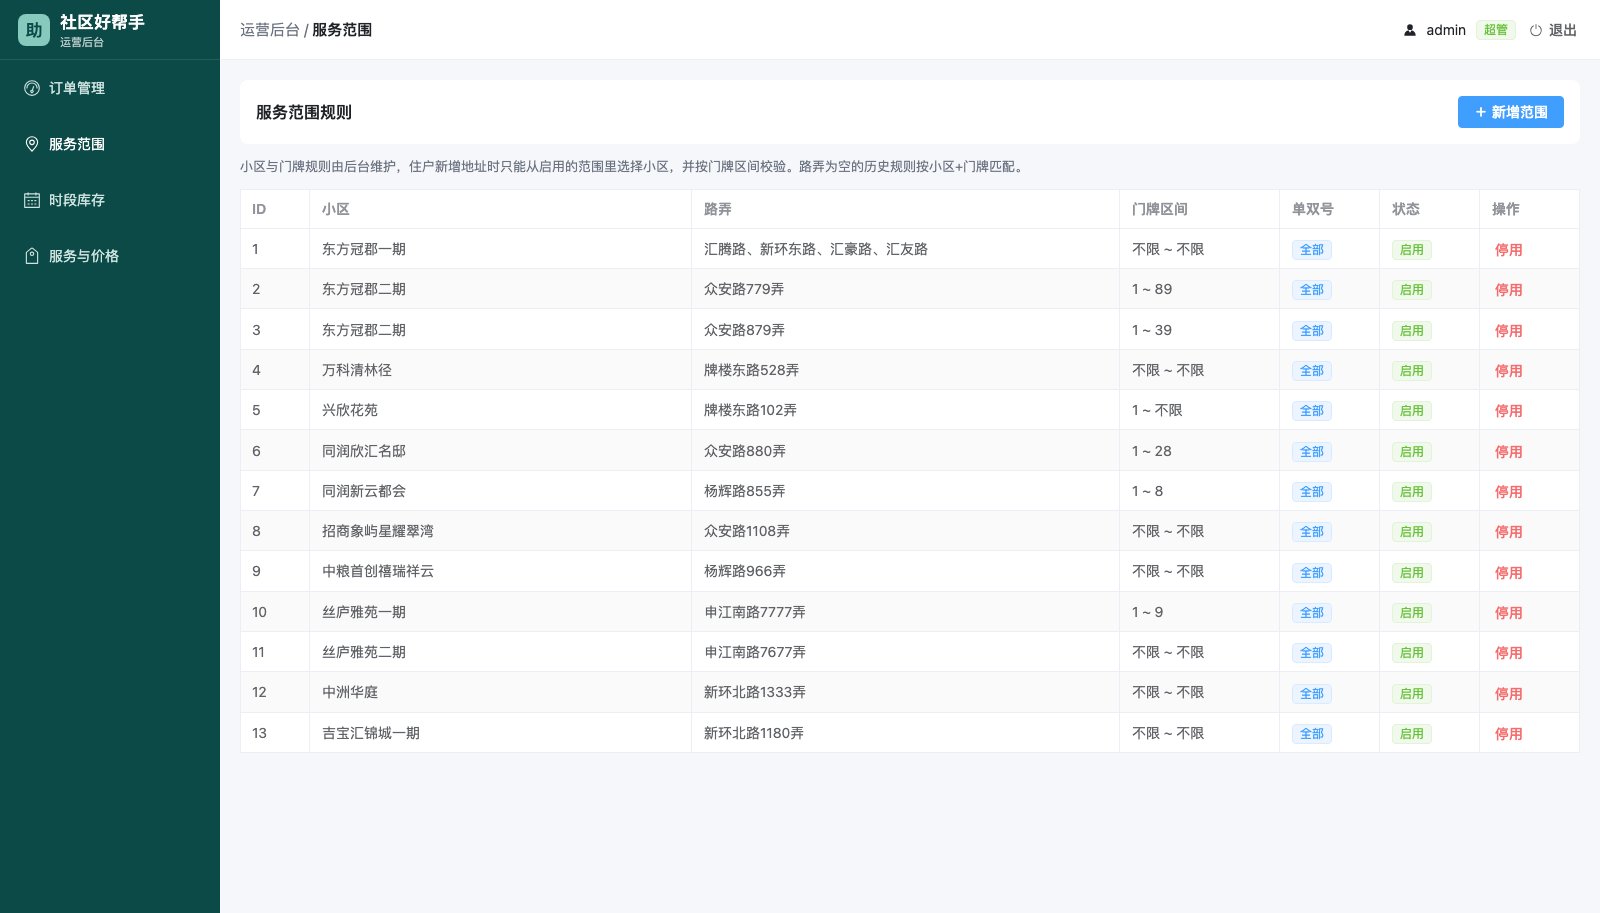 助
社区好帮手
运营后台
订单管理
服务范围
时段库存
服务与价格
运营后台 / 服务范围
admin 超管 退出
服务范围规则
+ 新增范围
小区与门牌规则由后台维护，住户新增地址时只能从启用的范围里选择小区，并按门牌区间校验。路弄为空的历史规则按小区+门牌匹配。
ID 小区 路弄 门牌区间 单双号 状态 操作
1 东方冠郡一期 汇腾路、新环东路、汇豪路、汇友路 不限 ~ 不限 全部 启用 停用
2 东方冠郡二期 众安路779弄 1 ~ 89 全部 启用 停用
3 东方冠郡二期 众安路879弄 1 ~ 39 全部 启用 停用
4 万科清林径 牌楼东路528弄 不限 ~ 不限 全部 启用 停用
5 兴欣花苑 牌楼东路102弄 1 ~ 不限 全部 启用 停用
6 同润欣汇名邸 众安路880弄 1 ~ 28 全部 启用 停用
7 同润新云都会 杨辉路855弄 1 ~ 8 全部 启用 停用
8 招商象屿星耀翠湾 众安路1108弄 不限 ~ 不限 全部 启用 停用
9 中粮首创禧瑞祥云 杨辉路966弄 不限 ~ 不限 全部 启用 停用
10 丝庐雅苑一期 申江南路7777弄 1 ~ 9 全部 启用 停用
11 丝庐雅苑二期 申江南路7677弄 不限 ~ 不限 全部 启用 停用
12 中洲华庭 新环北路1333弄 不限 ~ 不限 全部 启用 停用
13 吉宝汇锦城一期 新环北路1180弄 不限 ~ 不限 全部 启用 停用